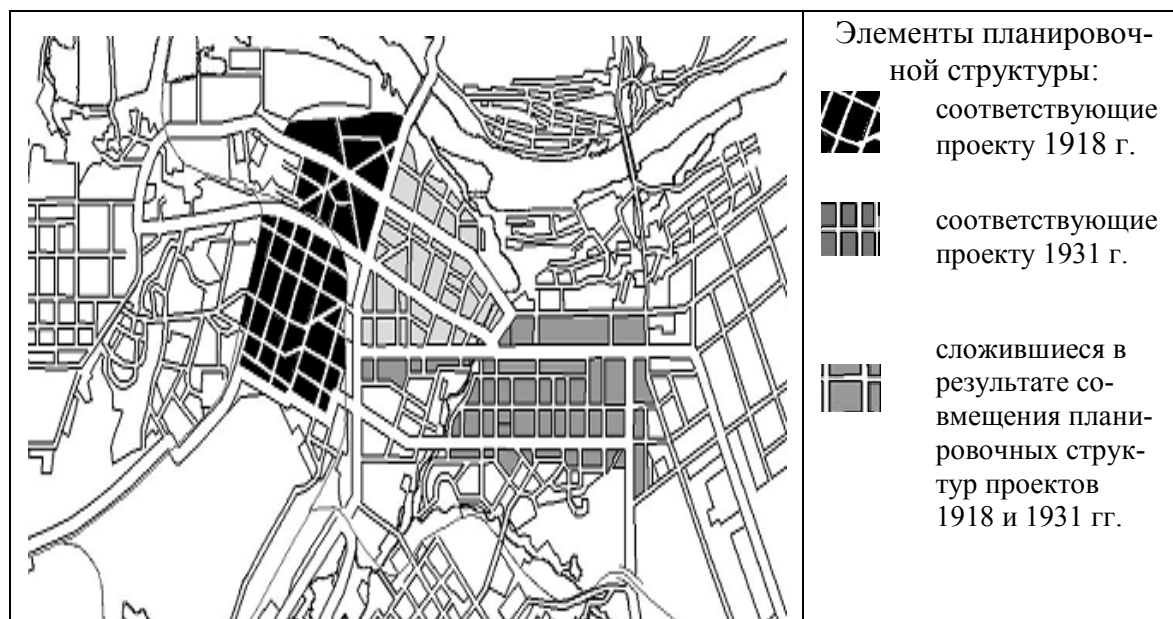 Элементы планировоч-
ной структуры:
соответствующие
проекту 1918 г.
соответствующие
проекту 1931 г.
сложившиеся в
результате со-
вмещения плани-
ровочных струк-
тур проектов
1918 и 1931 гг.